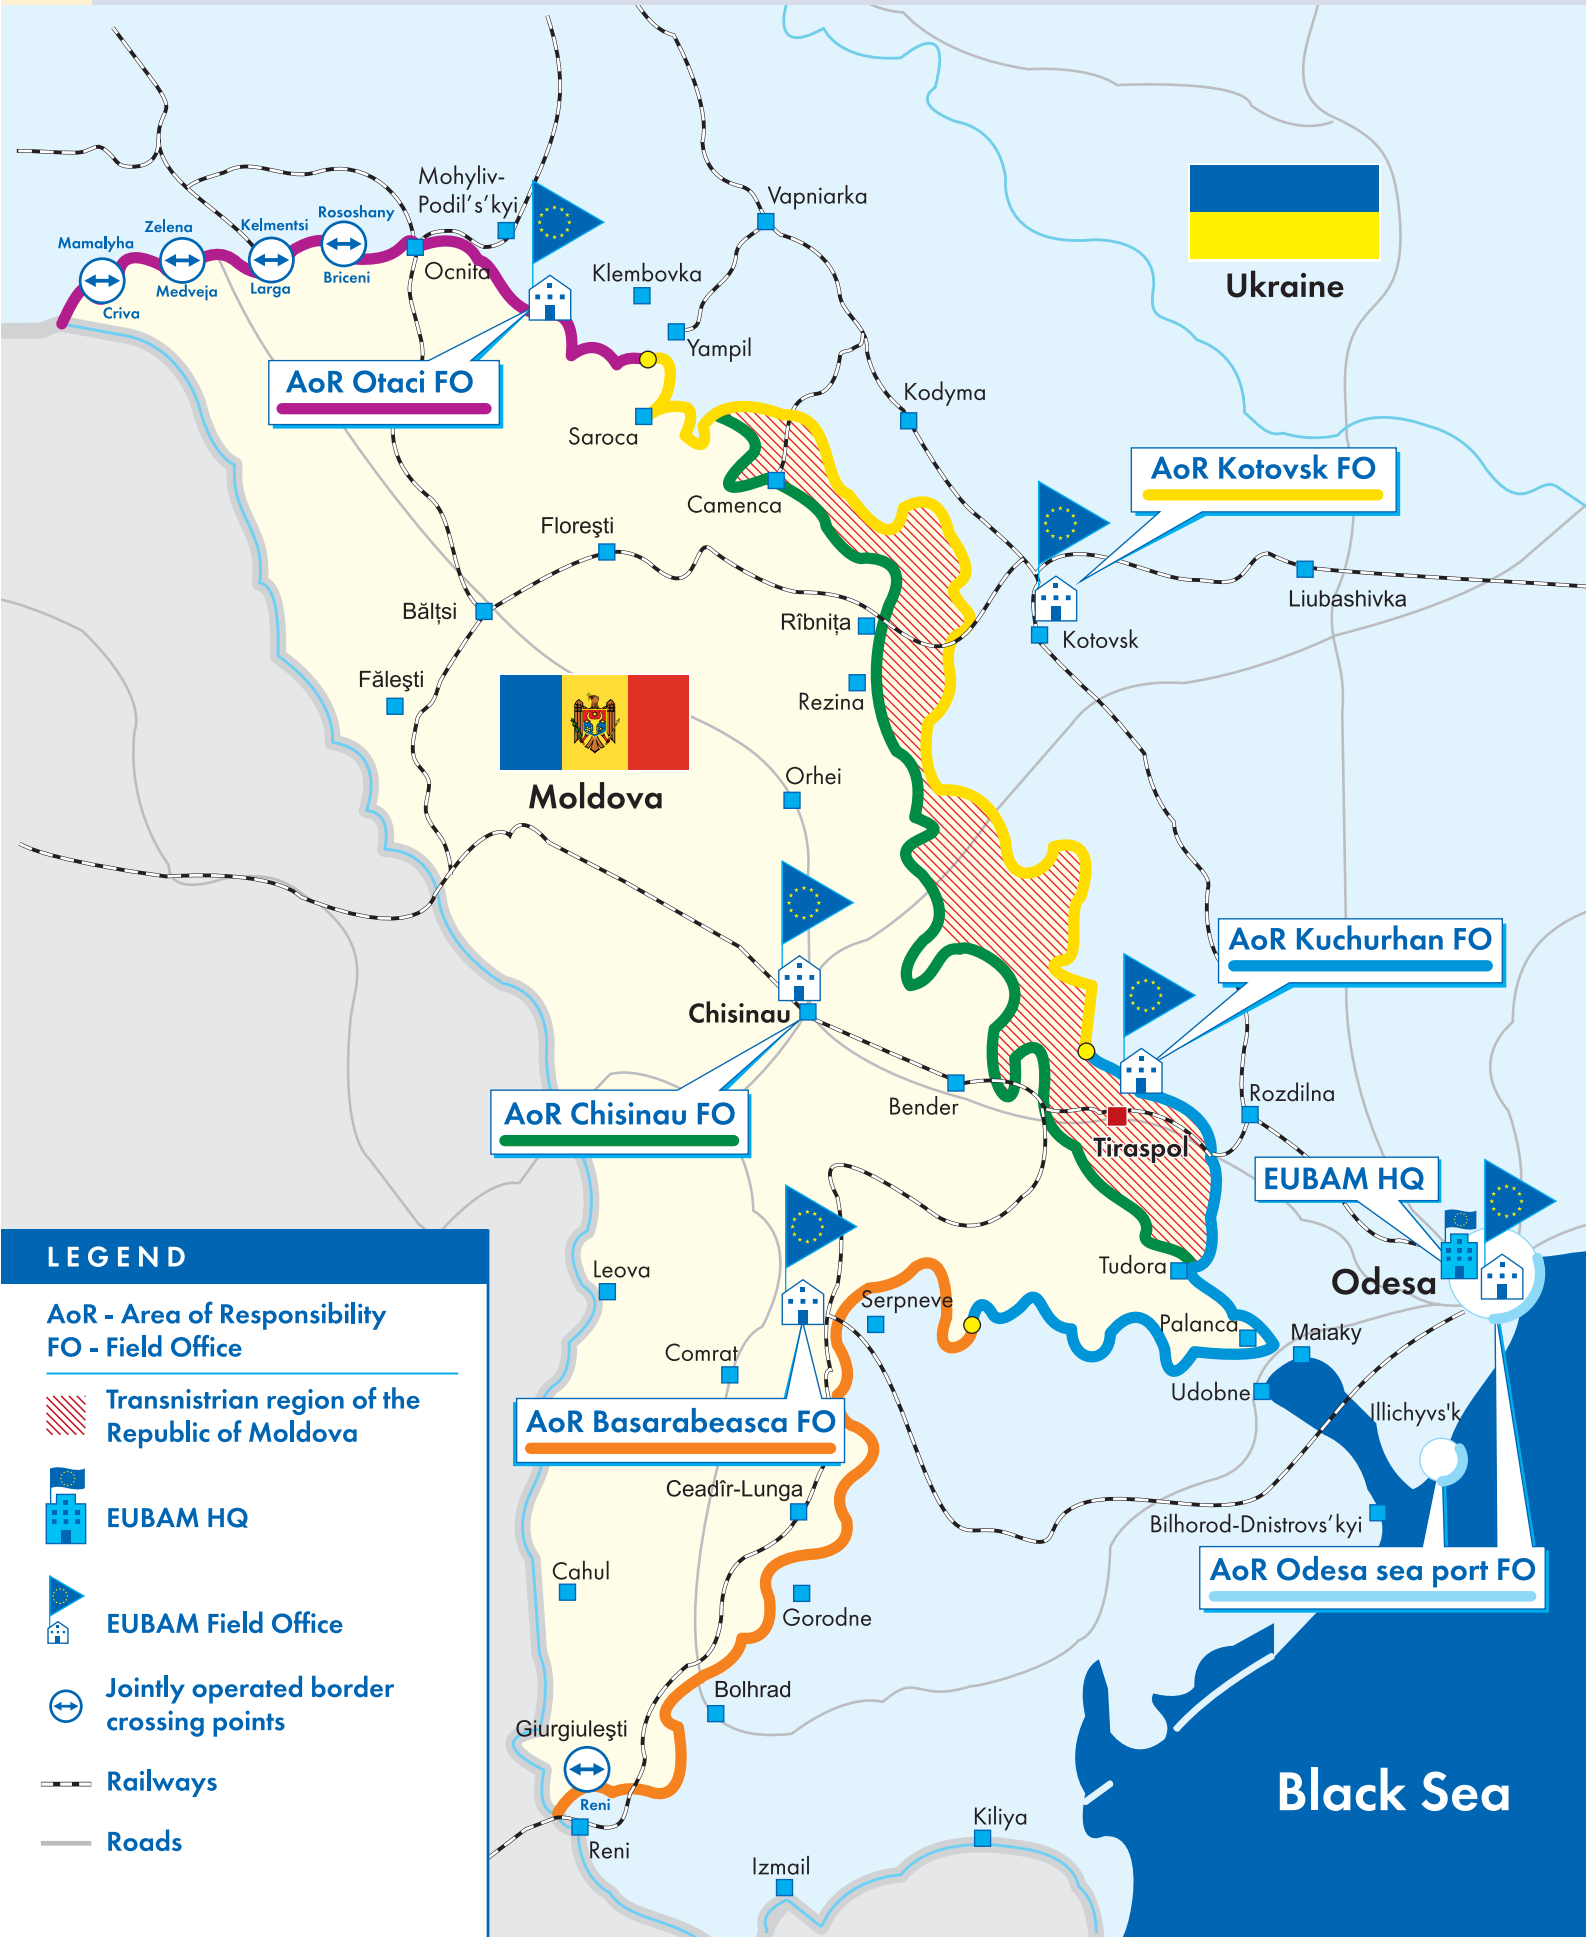 Mohyliv-
Podil's'kyi
Vapniarka
Rososhany
Kelmentsi
Zelena
Mamalyha
Ocnita
Klembovka
Ukraine
Briceni
Larga
Medveja
Criva
Yampil
AoR Otaci FO
Kodyma
Saroca
AoR Kotovsk FO
Camenca
Floreşti
Liubashivka
Bălţsi
Rîbniţa
Kotovsk
Făleşti
Rezina
Orhei
Moldova
AoR Kuchurhan FO
Chisinau
Rozdilna
Bender
AoR Chisinau FO
Tiraspol
EUBAM HQ
LEGEND
Tudora
Leova
Odesa
Serpneve
AoR - Area of Responsibility
FO - Field Office
Palanca
Maiaky
Comrat
Udobne
Transnistrian region of the
Republic of Moldova
Illichyvs'k
AoR Basarabeasca FO
Ceadîr-Lunga
EUBAM HQ
Bilhorod-Dnistrovs'kyi
Cahul
AoR Odesa sea port FO
EUBAM Field Office
Gorodne
Jointly operated border
crossing points
Bolhrad
Giurgiuleşti
Railways
Black Sea
Reni
Kiliya
Roads
Reni
Izmail